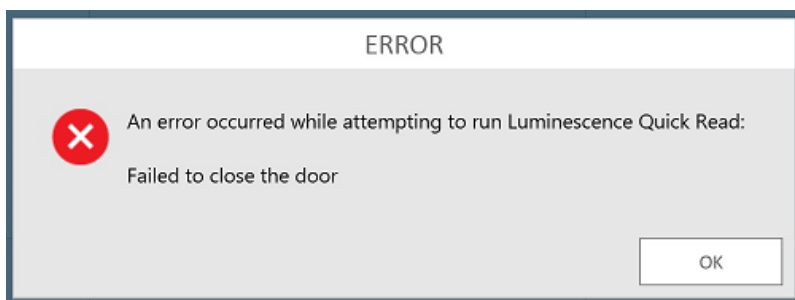 ERROR
An error occurred while attempting to run Luminescence Quick Read:
Failed to close the door
OK